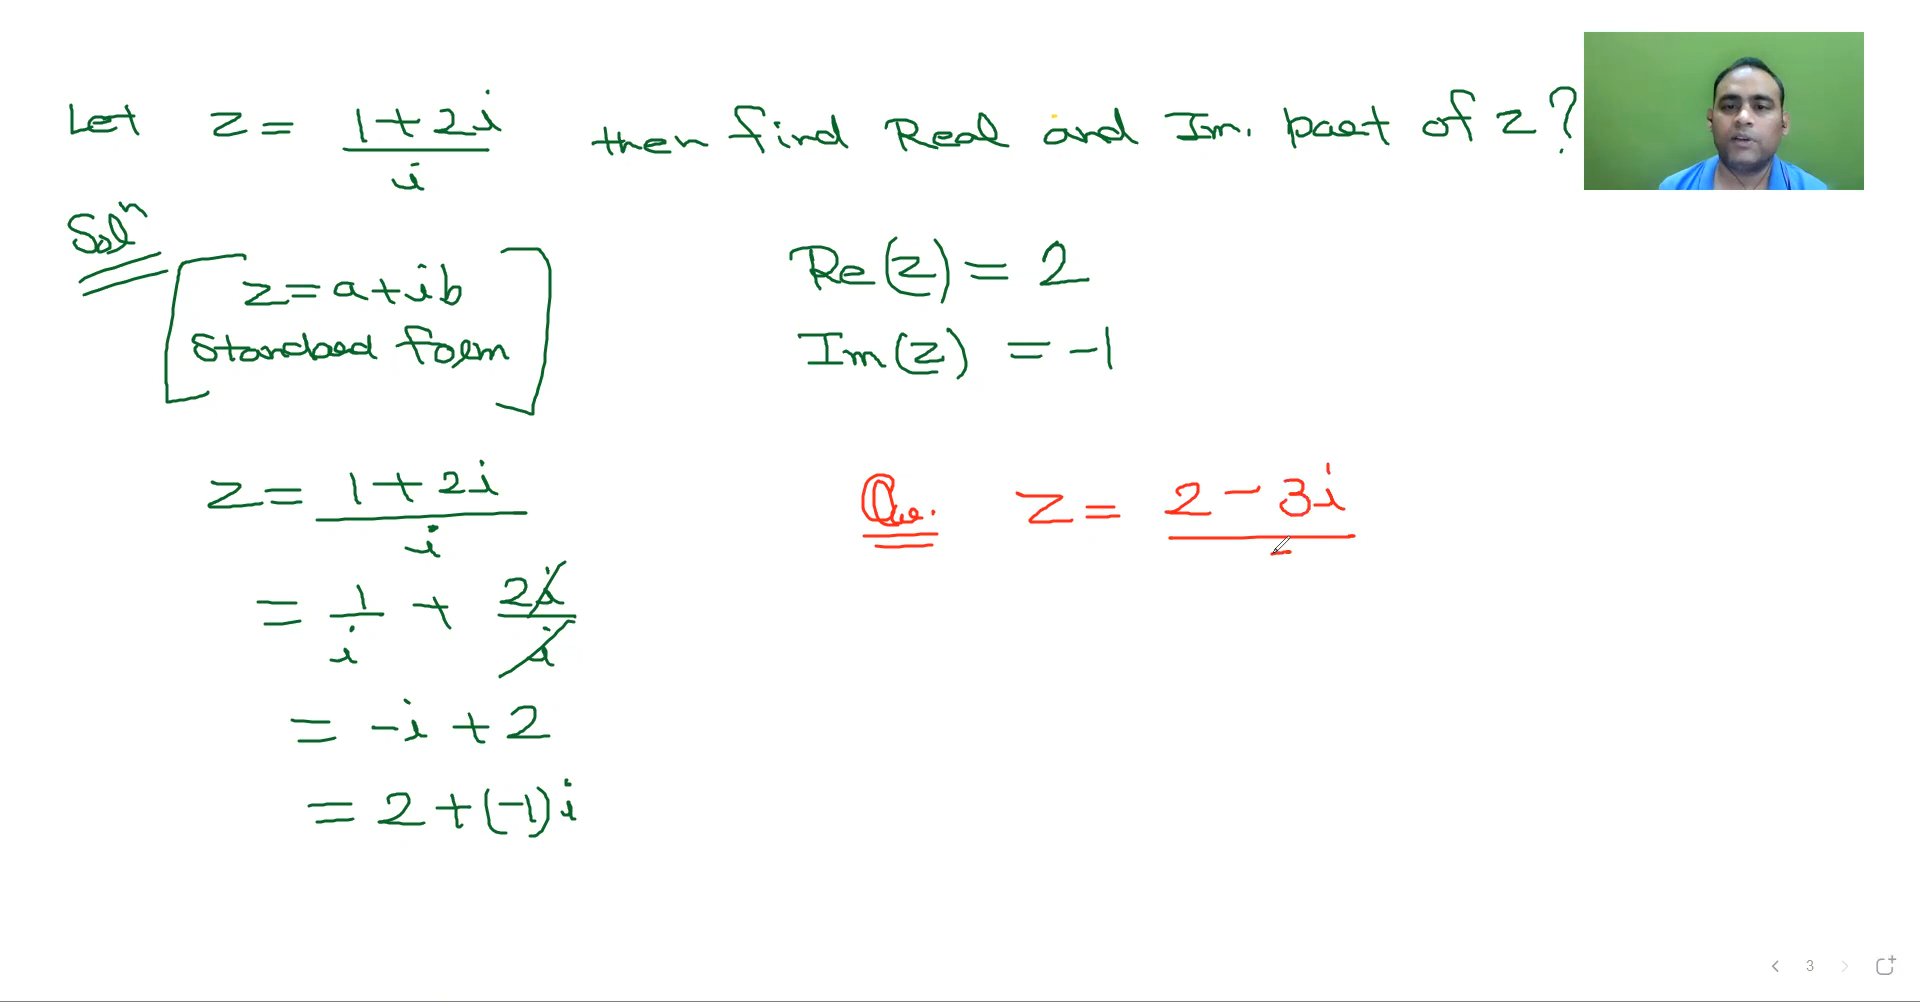 Let z = 1+2i / i then find Real and Im. part of z?
Solⁿ
z = a+ib
Standard form
Re(z) = 2
Im(z) = -1
z = 1+2i / i
= 1/i + 2i/i
= -i + 2
= 2+(-1)i
Que. z = 2-3i
3